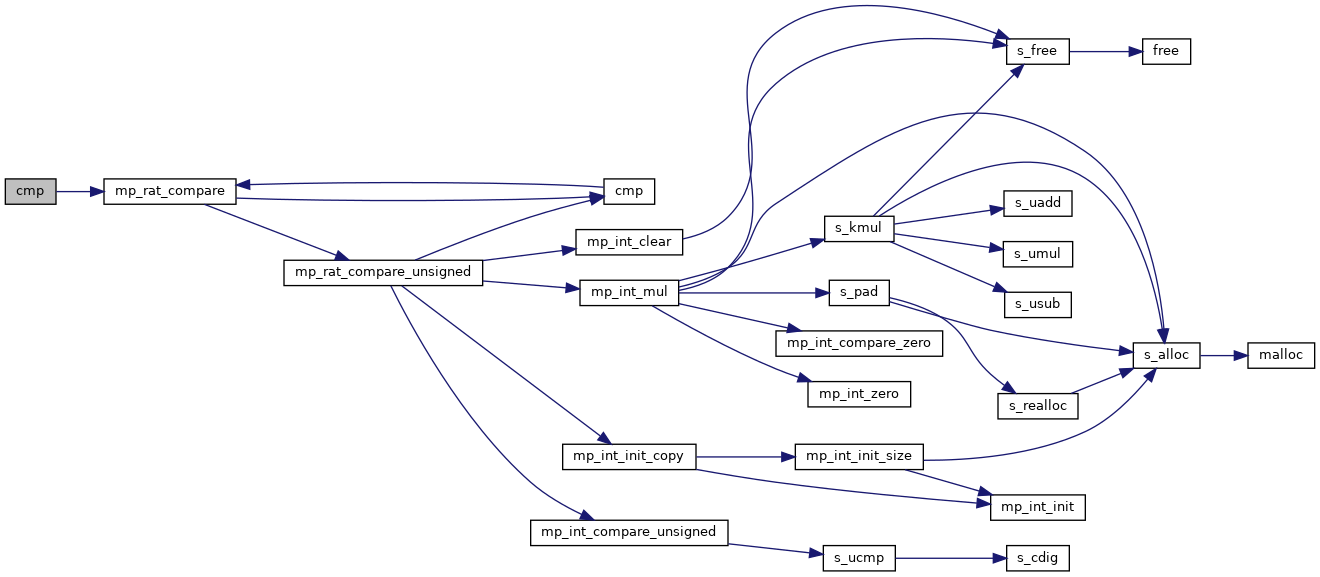 s_free
free
cmp
mp_rat_compare
cmp
s_uadd
s_kmul
mp_int_clear
s_umul
mp_rat_compare_unsigned
mp_int_mul
s_pad
s_usub
mp_int_compare_zero
s_alloc
malloc
mp_int_zero
s_realloc
mp_int_init_copy
mp_int_init_size
mp_int_init
mp_int_compare_unsigned
s_ucmp
s_cdig